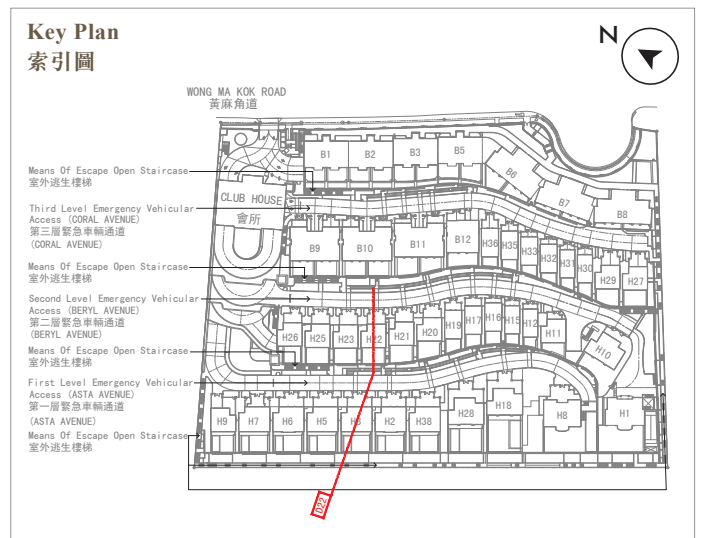 Key Plan
索引圖
N
WONG MA KOK ROAD
黃麻角道
Means Of Escape Open Staircase
室外逃生樓梯
Third Level Emergency Vehicular
Access (CORAL AVENUE)
第三層緊急車輛通道
(CORAL AVENUE)
Means Of Escape Open Staircase
室外逃生樓梯
Second Level Emergency Vehicular
Access (BERYL AVENUE)
第二層緊急車輛通道
(BERYL AVENUE)
Means Of Escape Open Staircase
室外逃生樓梯
First Level Emergency Vehicular
Access (ASTA AVENUE)
第一層緊急車輛通道
(ASTA AVENUE)
Means Of Escape Open Staircase
室外逃生樓梯
CLUB HOUSE
會所
B1 B2 B3 B5 B6 B7 B8
B9 B10 B11 B12 H36 H35 H33 H32 H31 H30 H29 H27
H26 H25 H23 H22 H21 H20 H19 H17 H16 H15 H12 H11 H10
H9 H7 H6 H5 H3 H2 H38 H28 H18 H8 H1
D22